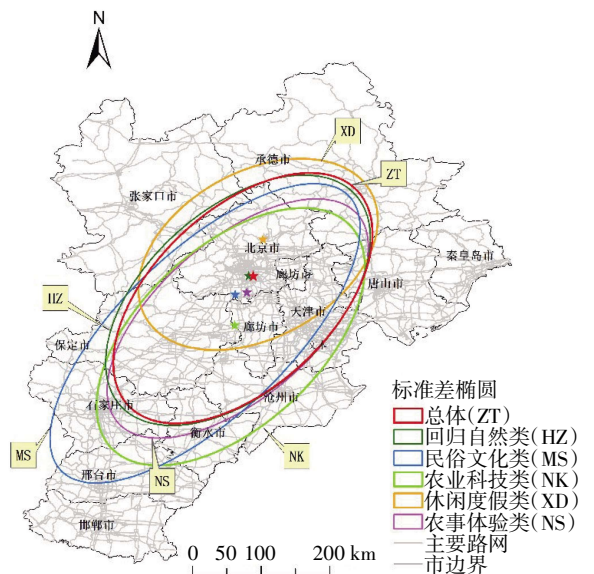 N
XD
承德市
ZT
张家口市
北京市
秦皇岛市
廊坊市
唐山市
HZ
天津市
廊坊市
保定市
石家庄市
沧州市
衡水市
MS
NS
NK
邢台市
邯郸市
标准差椭圆
总体(ZT)
回归自然类(HZ)
民俗文化类(MS)
农业科技类(NK)
休闲度假类(XD)
农事体验类(NS)
主要路网
市边界
0 50 100 200 km